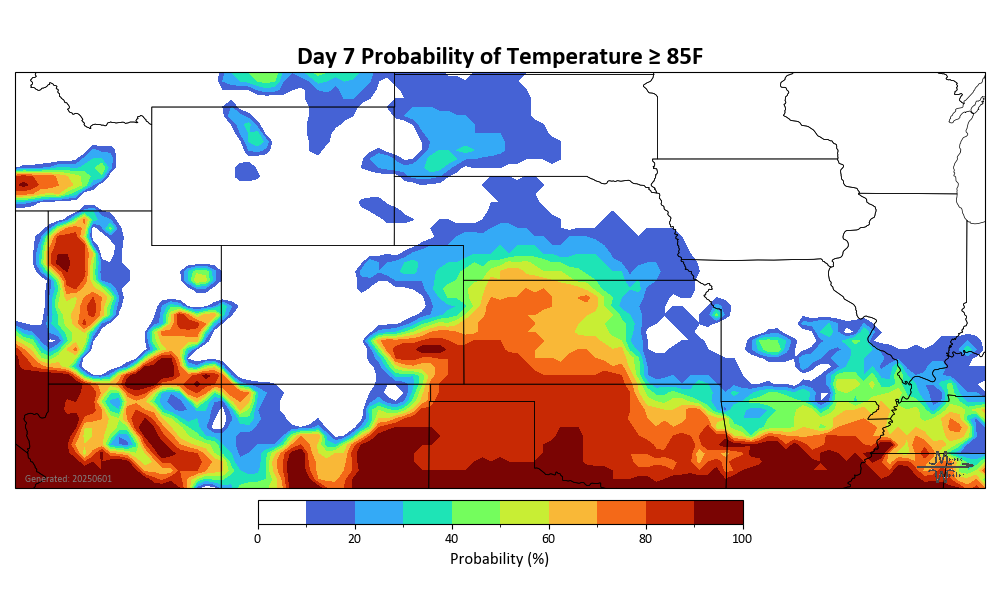 Day 7 Probability of Temperature ≥ 85F
Generated: 20250601
0 20 40 60 80 100
Probability (%)